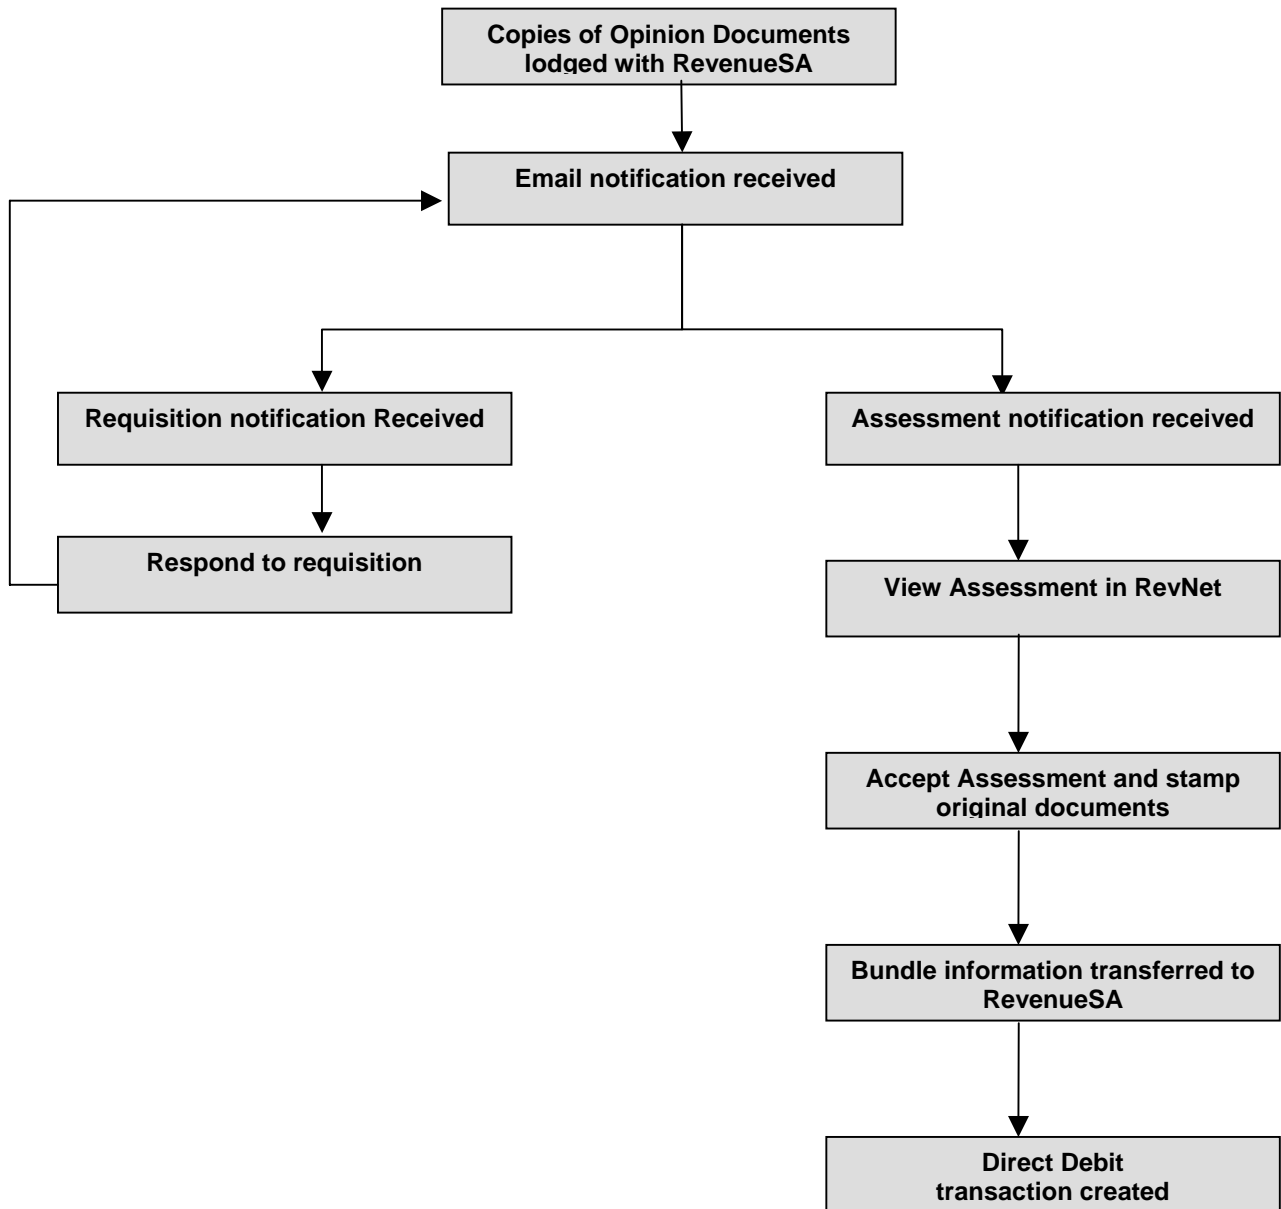 Copies of Opinion Documents
lodged with RevenueSA
Email notification received
Requisition notification Received
Assessment notification received
Respond to requisition
View Assessment in RevNet
Accept Assessment and stamp
original documents
Bundle information transferred to
RevenueSA
Direct Debit
transaction created